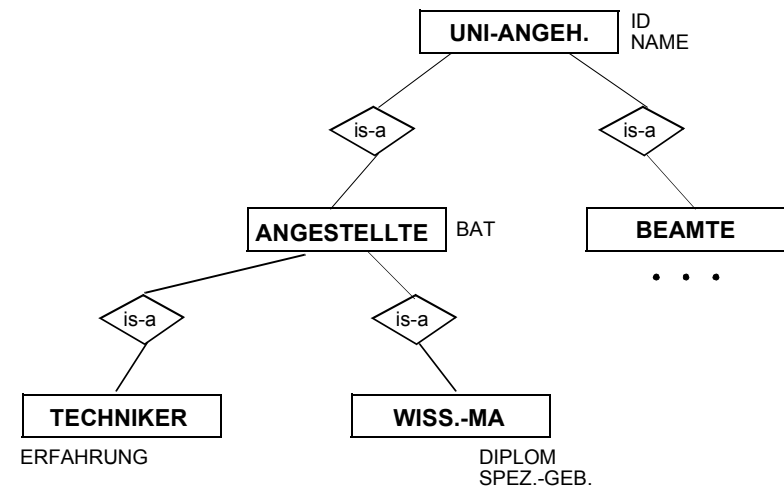 UNI-ANGEH.
ID
NAME
is-a
is-a
ANGESTELLTE
BAT
BEAMTE
. . .
is-a
is-a
TECHNIKER
WISS.-MA
ERFAHRUNG
DIPLOM
SPEZ.-GEB.